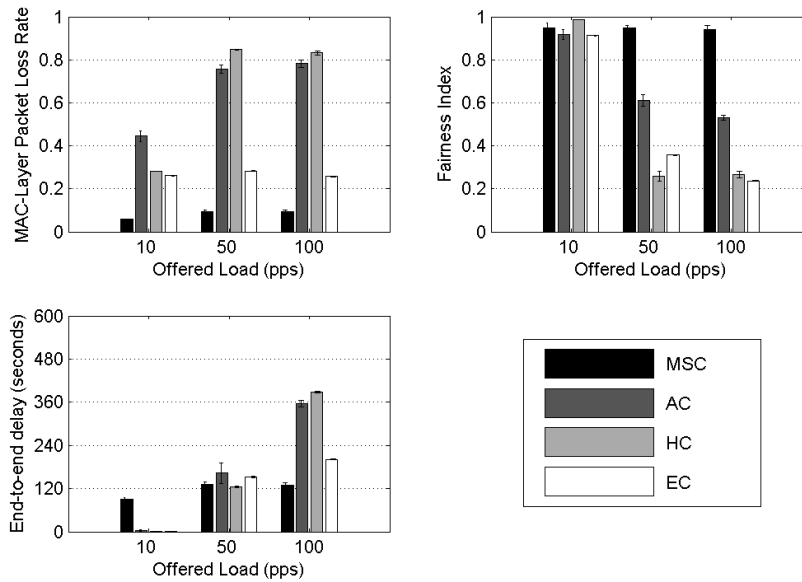 MAC-Layer Packet Loss Rate
1
0.8
0.6
0.4
0.2
0
10
50
100
Offered Load (pps)
Fairness Index
1
0.8
0.6
0.4
0.2
0
10
50
100
Offered Load (pps)
End-to-end delay (seconds)
600
480
360
240
120
0
10
50
100
Offered Load (pps)
MSC
AC
HC
EC